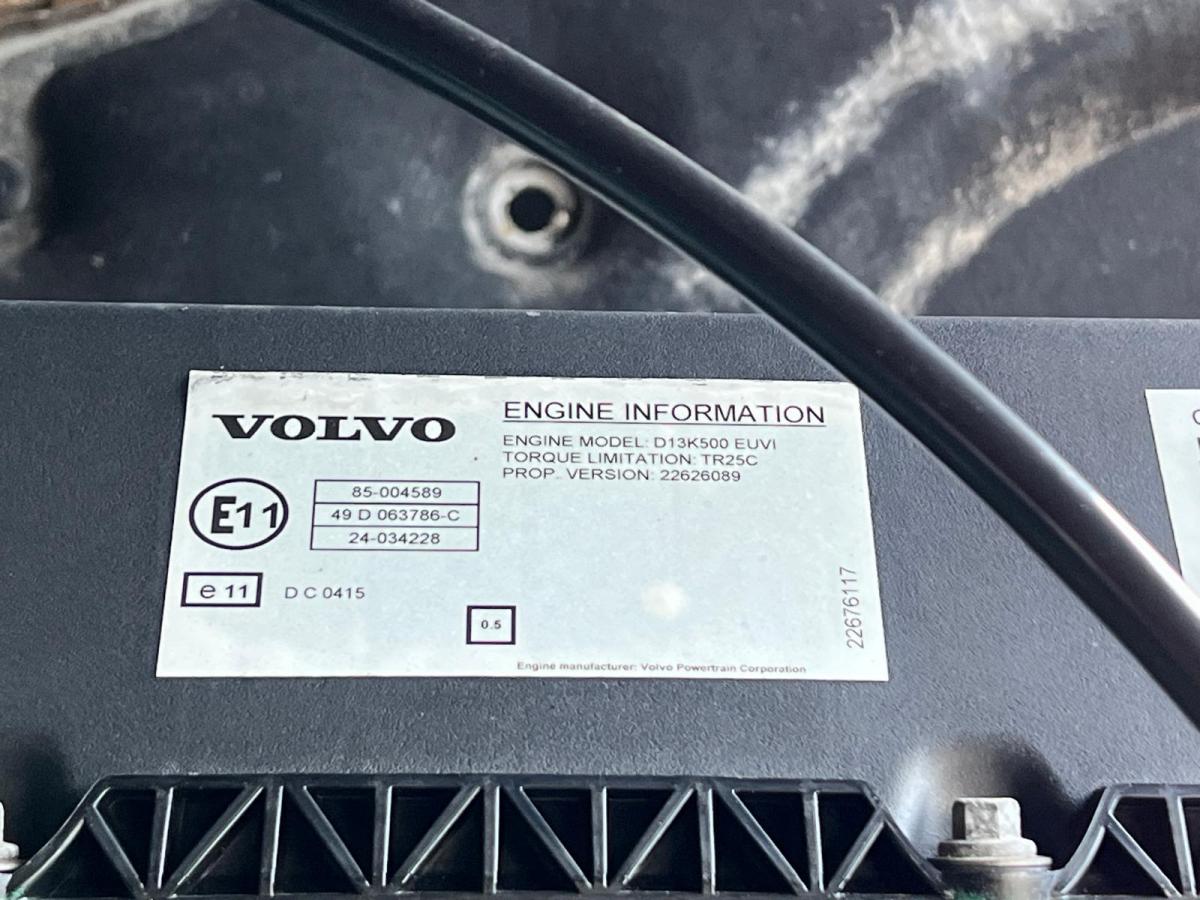 VOLVO
ENGINE INFORMATION
ENGINE MODEL: D13K500 EUVI
TORQUE LIMITATION: TR25C
PROP. VERSION: 22626089
E11
85-004589
49 D 063786-C
24-034228
e 11
D C 0415
0.5
22676117
Engine manufacturer: Volvo Powertrain Corporation